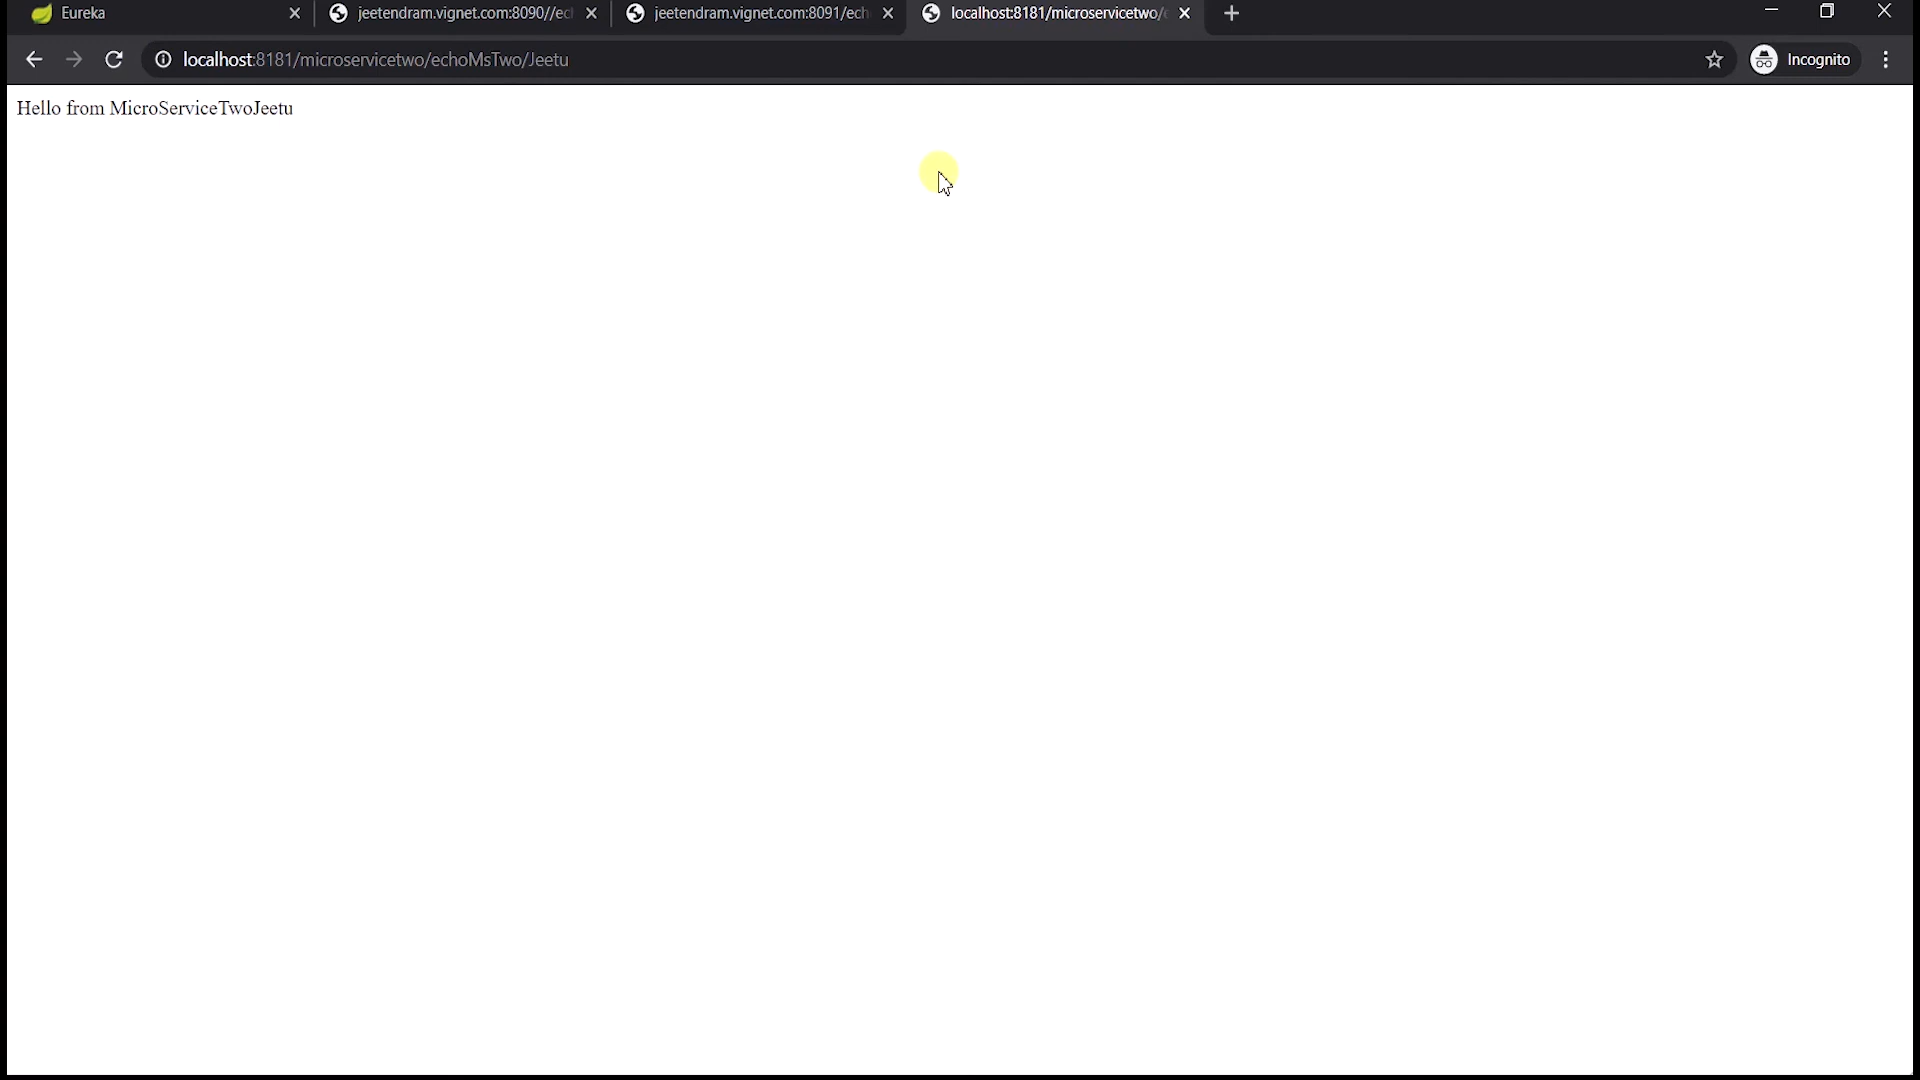 Eureka
jeetendram.vignet.com:8090//ec
jeetendram.vignet.com:8091/ech
localhost:8181/microservicetwo/
localhost:8181/microservicetwo/echoMsTwo/Jeetu
Incognito
Hello from MicroServiceTwoJeetu